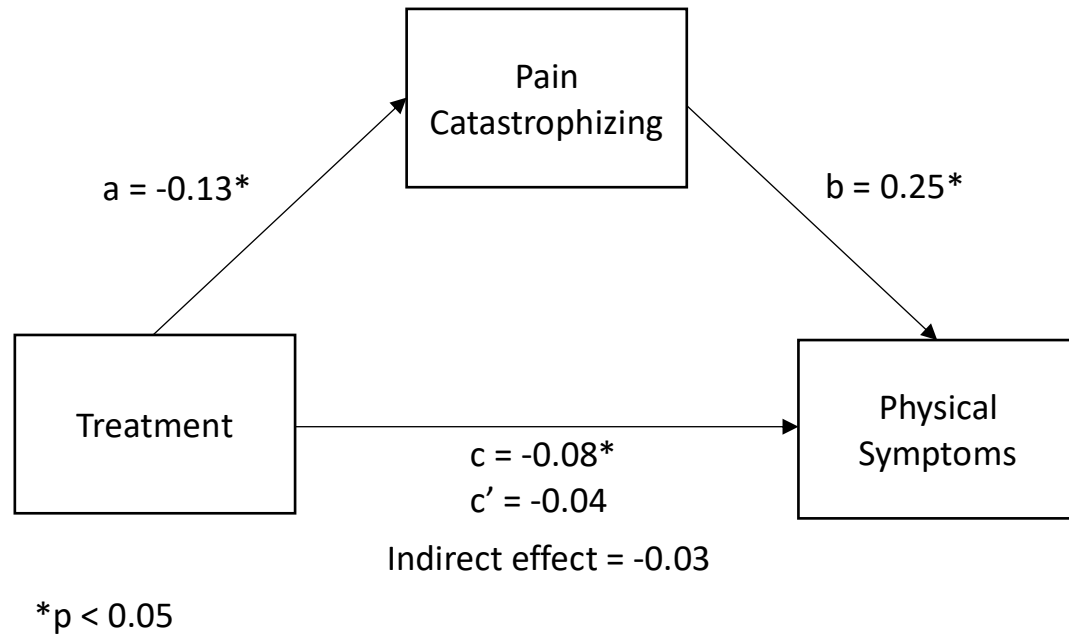 Pain
Catastrophizing
a = -0.13*
b = 0.25*
Treatment
Physical
Symptoms
c = -0.08*
c’ = -0.04
Indirect effect = -0.03
*p < 0.05